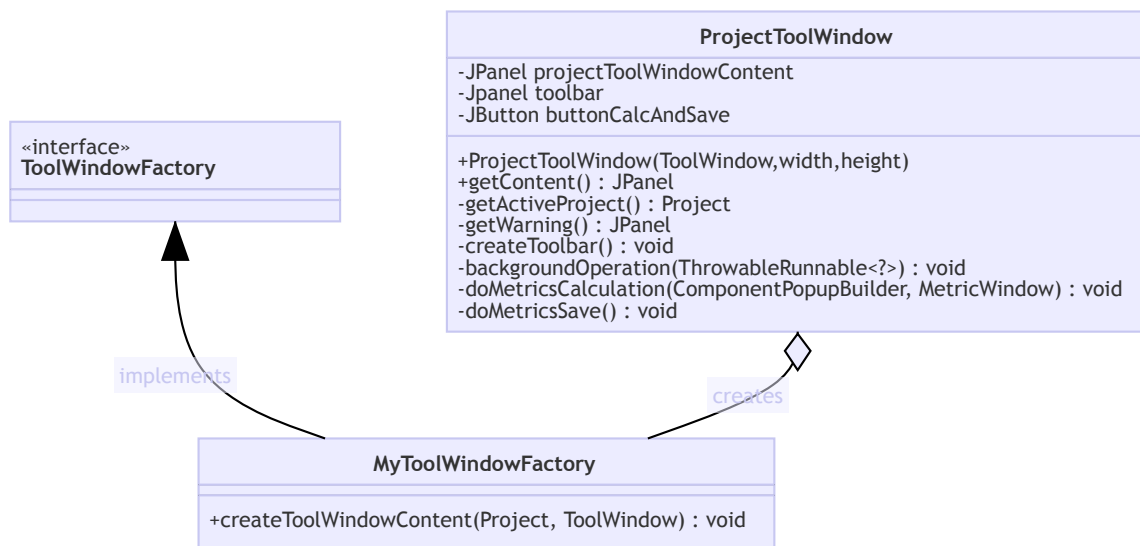 ProjectToolWindow
-JPanel projectToolWindowContent
-Jpanel toolbar
-JButton buttonCalcAndSave
+ProjectToolWindow(ToolWindow,width,height)
+getContent() : JPanel
-getActiveProject() : Project
-getWarning() : JPanel
-createToolbar() : void
-backgroundOperation(ThrowableRunnable<?>) : void
-doMetricsCalculation(ComponentPopupBuilder, MetricWindow) : void
-doMetricsSave() : void
«interface»
ToolWindowFactory
implements
creates
MyToolWindowFactory
+createToolWindowContent(Project, ToolWindow) : void